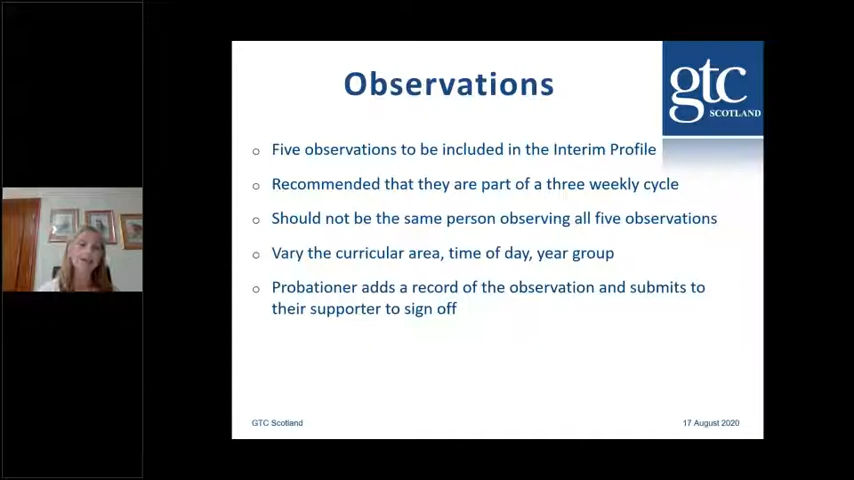 Observations
gtc
SCOTLAND
Five observations to be included in the Interim Profile
Recommended that they are part of a three weekly cycle
Should not be the same person observing all five observations
Vary the curricular area, time of day, year group
Probationer adds a record of the observation and submits to
their supporter to sign off
GTC Scotland
17 August 2020